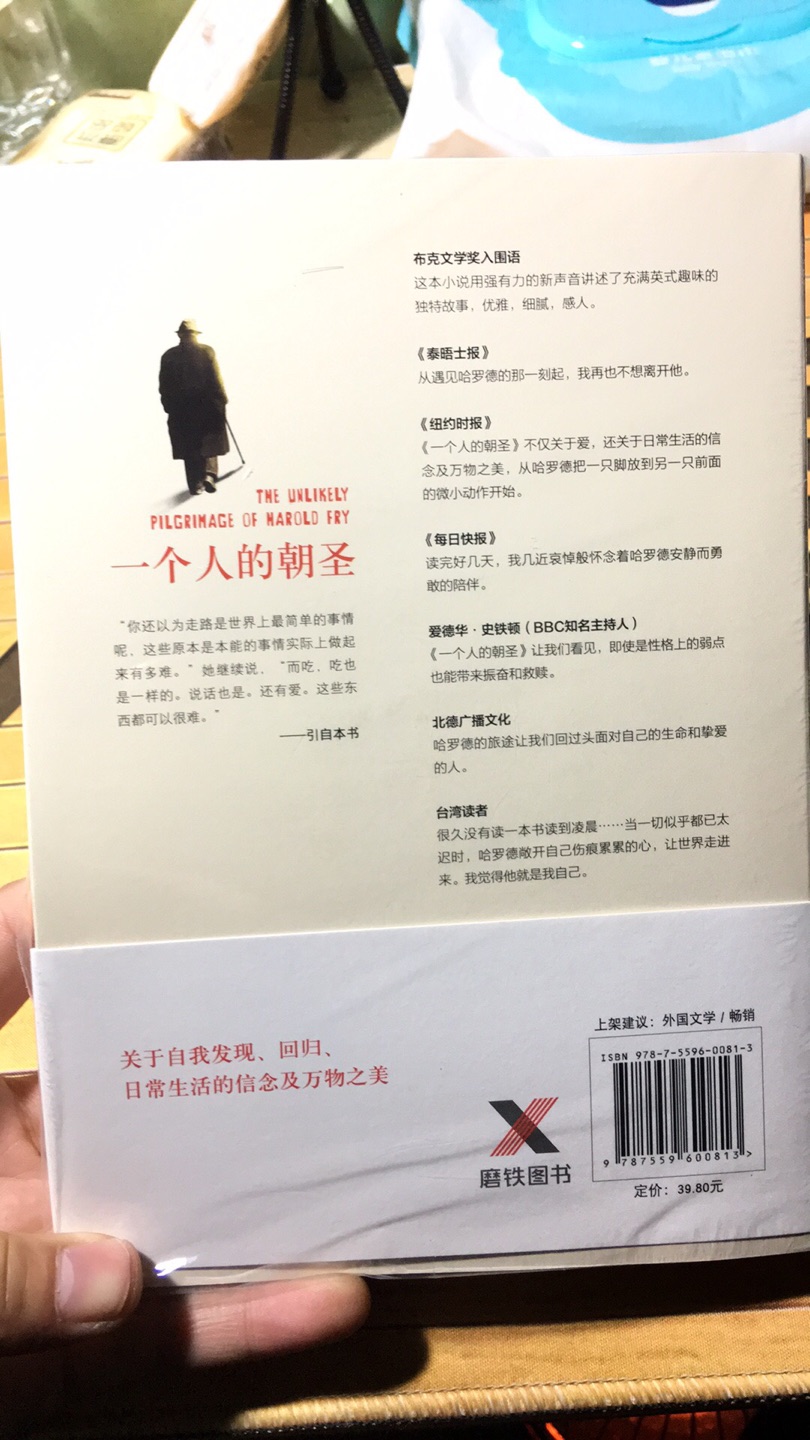 THE UNLIKELY
PILGRIMAGE OF HAROLD FRY
一个人的朝圣
“你还以为走路是世界上最简单的事情
呢，这些原本是本能的事情实际上做起
来有多难。”她继续说，“而吃，吃也
是一样的。说话也是。还有爱。这些东
西都可以很难。”
——引自本书
布克文学奖入围语
这本小说用强有力的新声音讲述了充满英式趣味的
独特故事，优雅，细腻，感人。
《泰晤士报》
从遇见哈罗德的那一刻起，我再也不想离开他。
《纽约时报》
《一个人的朝圣》不仅关于爱，还关于日常生活的信
念及万物之美，从哈罗德把一只脚放到另一只前面
的微小动作开始。
《每日快报》
读完好几天，我几近哀悼般怀念着哈罗德安静而勇
敢的陪伴。
爱德华·史铁顿（BBC知名主持人）
《一个人的朝圣》让我们看见，即使是性格上的弱点
也能带来振奋和救赎。
北德广播文化
哈罗德的旅途让我们回过头面对自己的生命和挚爱
的人。
台湾读者
很久没有读一本书读到凌晨……当一切似乎都已太
迟时，哈罗德敞开自己伤痕累累的心，让世界走进
来。我觉得他就是我自己。
关于自我发现、回归、
日常生活的信念及万物之美
磨铁图书
上架建议：外国文学 / 畅销
ISBN 978-7-5596-0081-3
9 787559 600813 >
定价：39.80元